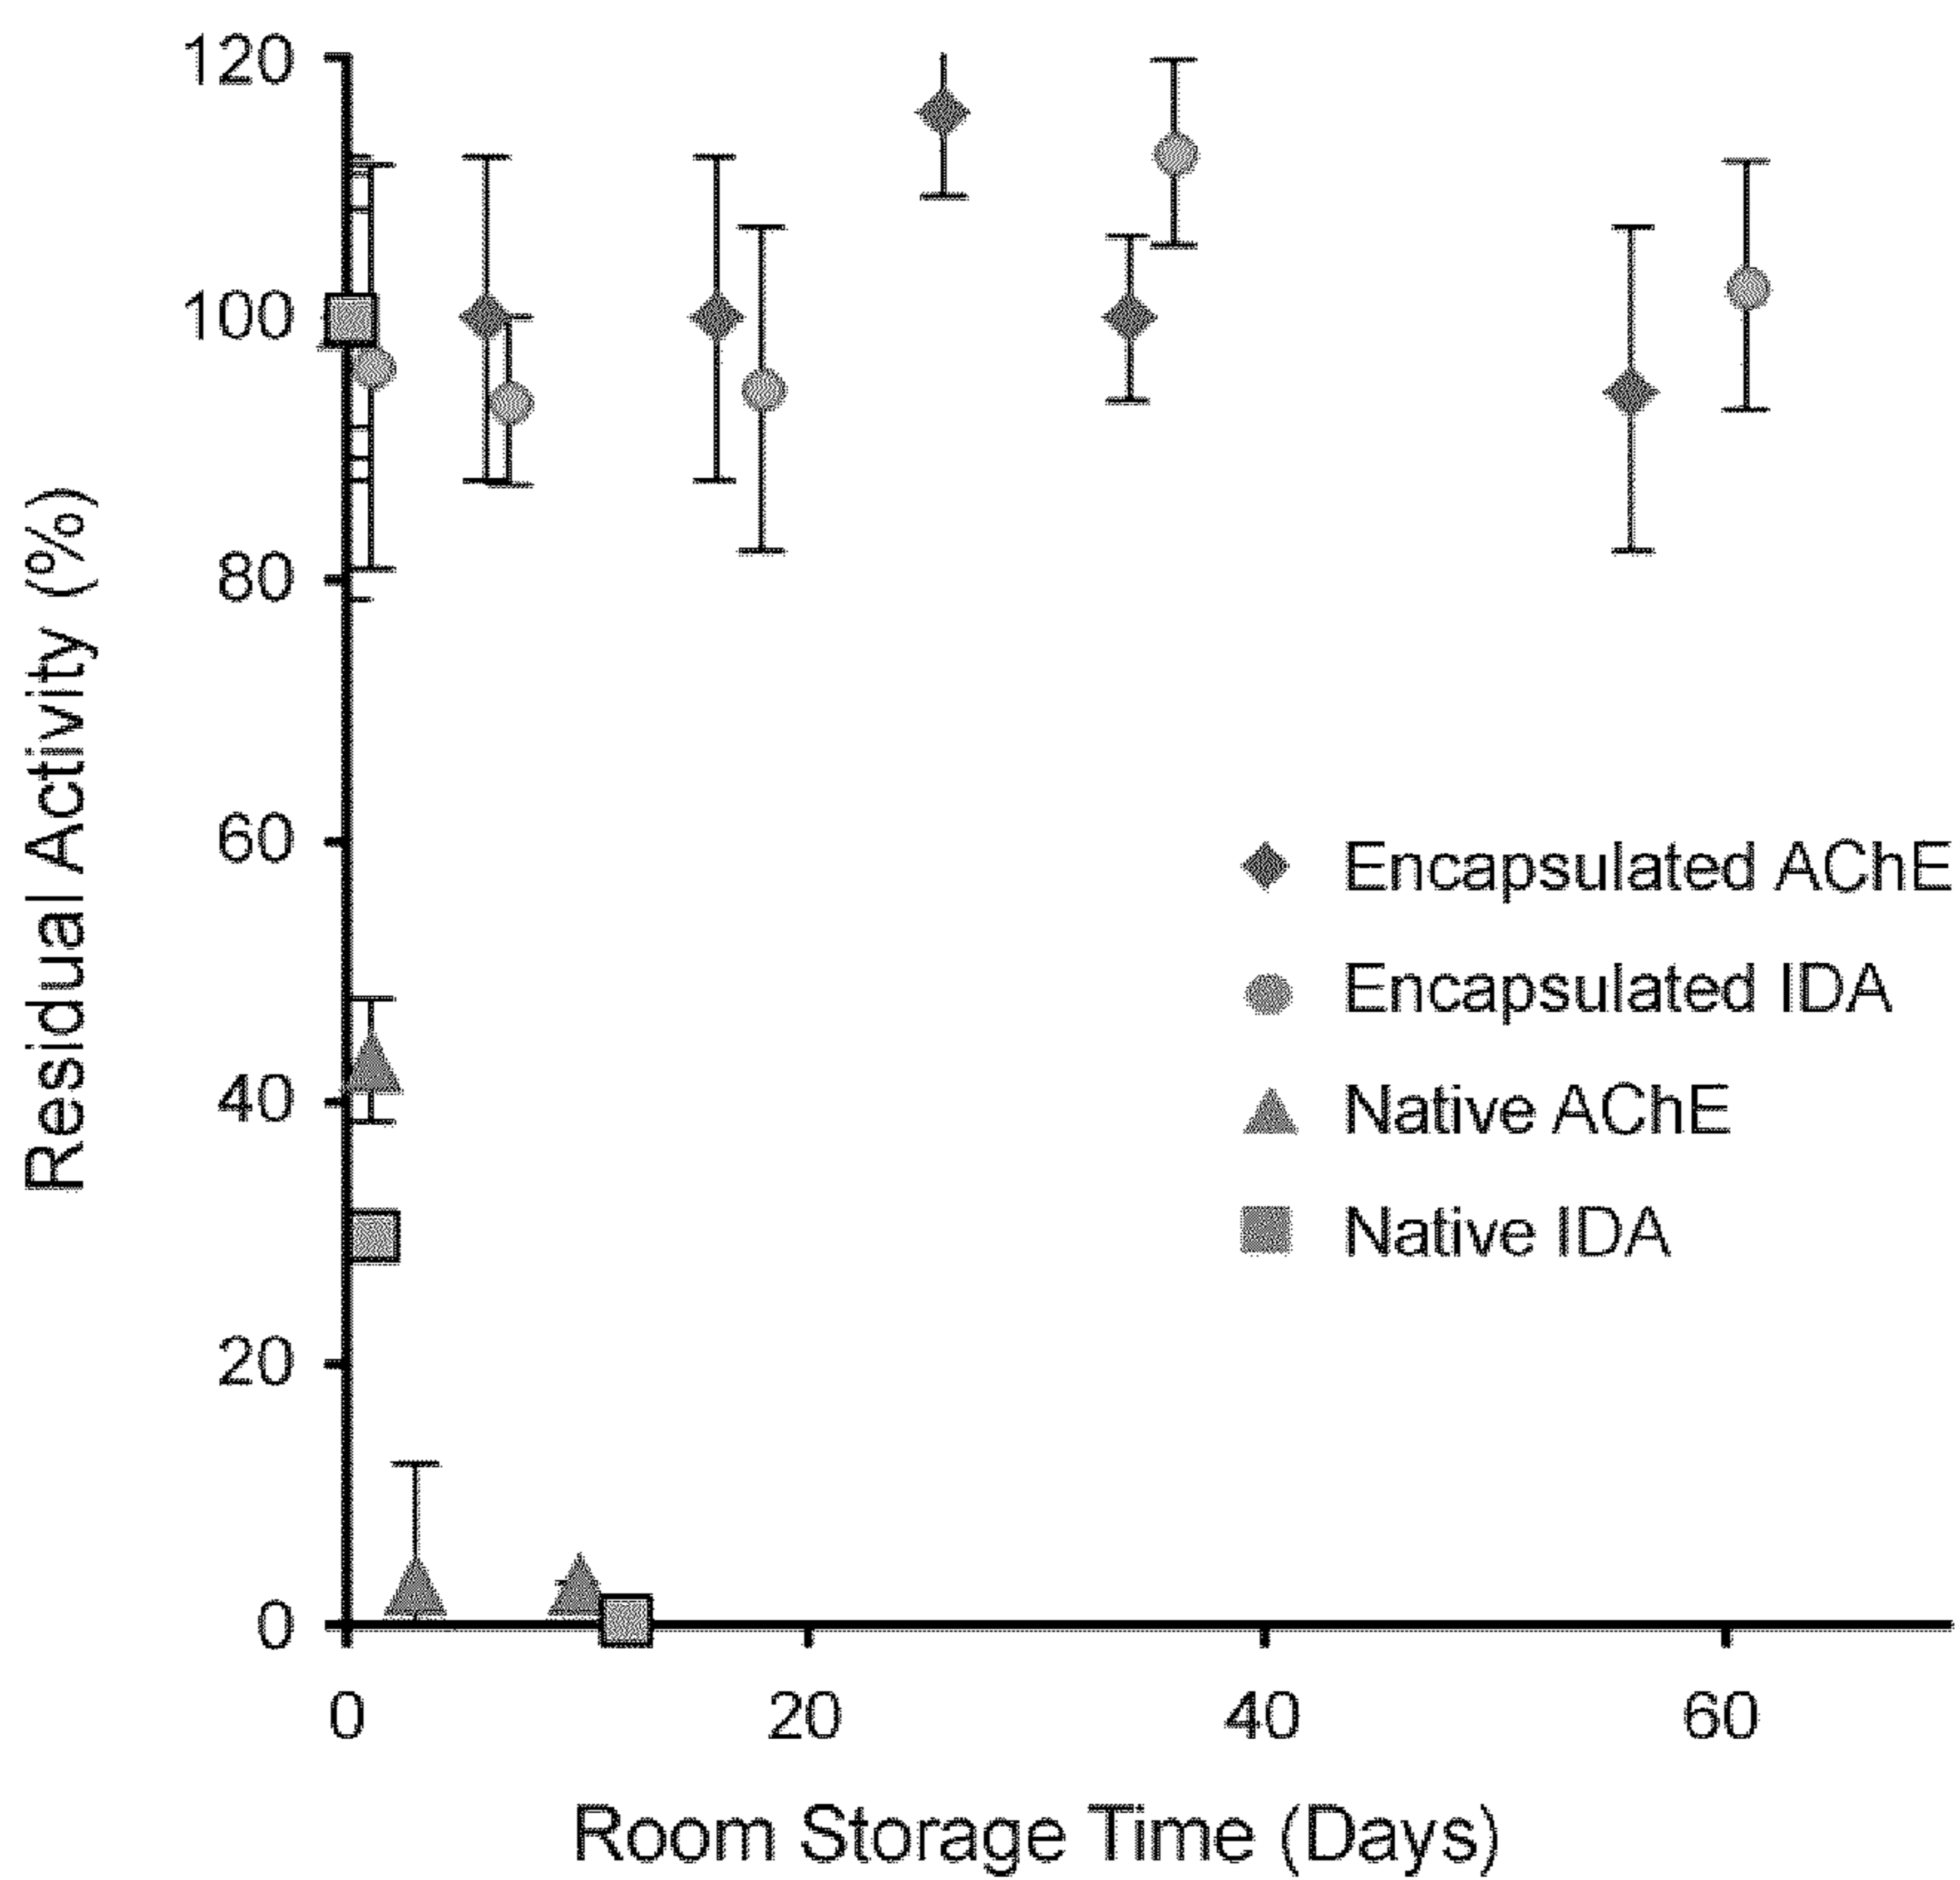 120
100
80
60
40
20
0
Residual Activity (%)
Encapsulated AChE
Encapsulated IDA
Native AChE
Native IDA
0 20 40 60
Room Storage Time (Days)